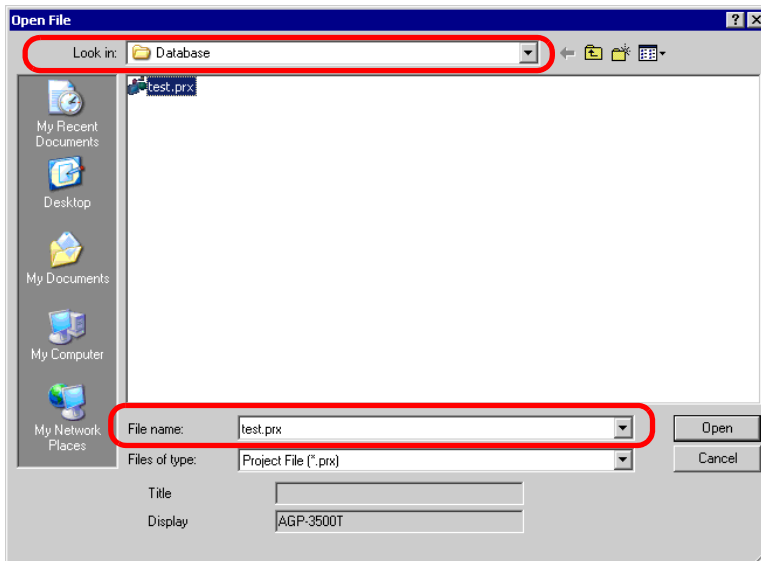 Open File
Look in: Database
test.prx
My Recent
Documents
Desktop
My Documents
My Computer
My Network
Places
File name: test.prx Open
Files of type: Project File (*.prx) Cancel
Title
Display AGP-3500T